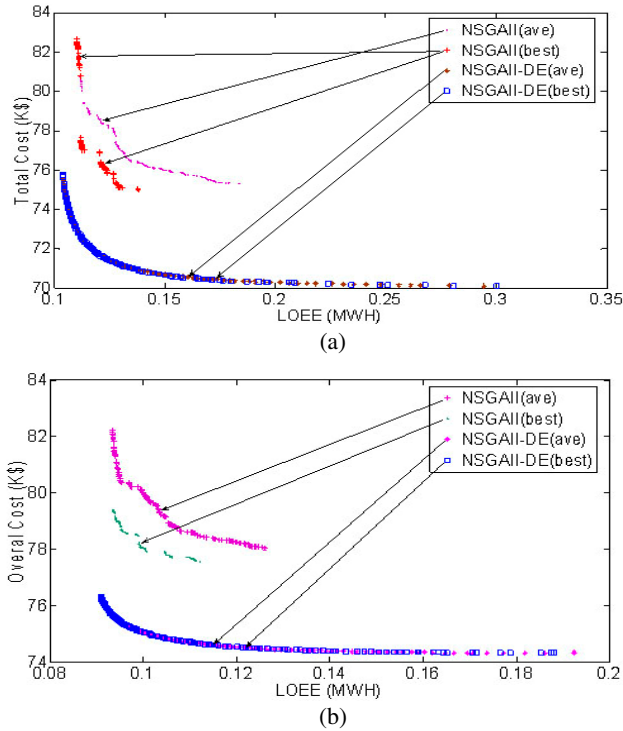 84
82
80
78
76
74
72
70
Total Cost (K$)
NSGAII(ave)
NSGAII(best)
NSGAII-DE(ave)
NSGAII-DE(best)
0.1 0.15 0.2 0.25 0.3 0.35
LOEE (MWH)
(a)
84
82
80
78
76
74
Overal Cost (K$)
NSGAII(ave)
NSGAII(best)
NSGAII-DE(ave)
NSGAII-DE(best)
0.08 0.1 0.12 0.14 0.16 0.18 0.2
LOEE (MWH)
(b)